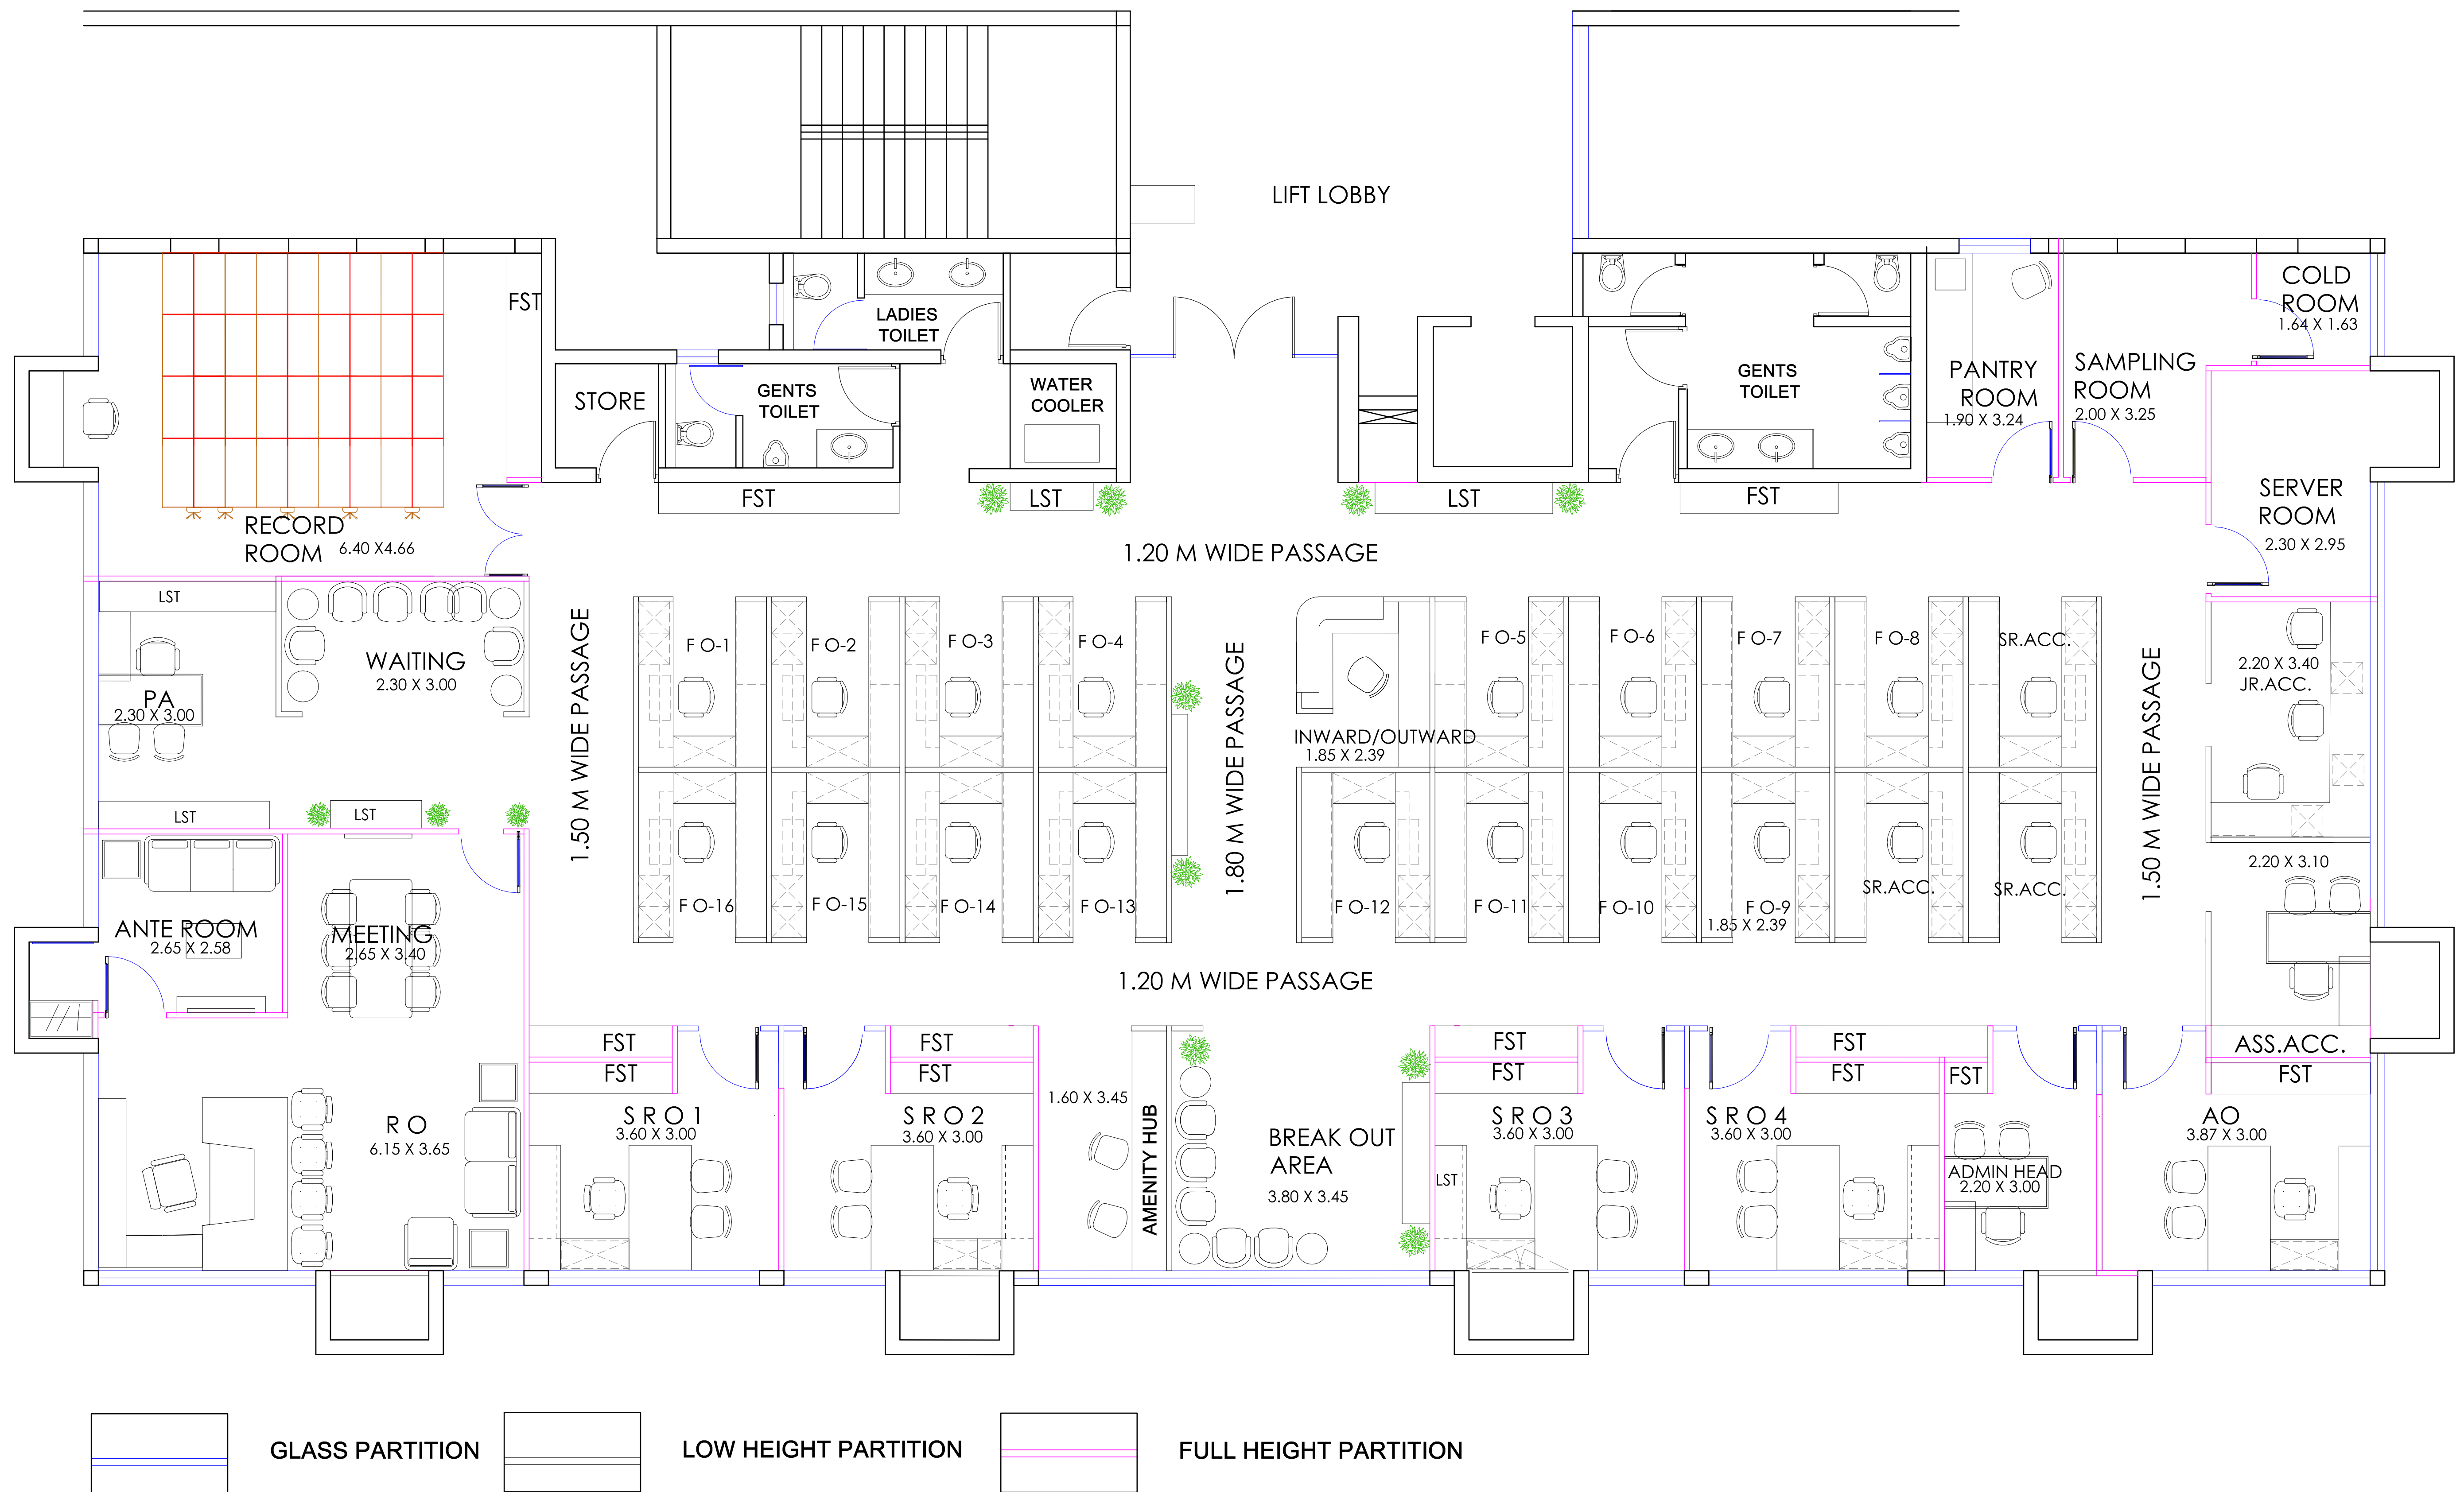 LIFT LOBBY
FST
LADIES
TOILET
STORE
GENTS
TOILET
WATER
COOLER
GENTS
TOILET
PANTRY
ROOM
1.90 X 3.24
SAMPLING
ROOM
2.00 X 3.25
COLD
ROOM
1.64 X 1.63
FST
LST
LST
FST
SERVER
ROOM
2.30 X 2.95
RECORD
ROOM 6.40 X4.66
1.20 M WIDE PASSAGE
LST
WAITING
2.30 X 3.00
PA
2.30 X 3.00
LST
LST
1.50 M WIDE PASSAGE
F O-1
F O-2
F O-3
F O-4
1.80 M WIDE PASSAGE
INWARD/OUTWARD
1.85 X 2.39
F O-5
F O-6
F O-7
F O-8
SR.ACC.
1.50 M WIDE PASSAGE
2.20 X 3.40
JR.ACC.
F O-16
F O-15
F O-14
F O-13
F O-12
F O-11
F O-10
F O-9
1.85 X 2.39
SR.ACC.
SR.ACC.
2.20 X 3.10
ANTE ROOM
2.65 X 2.58
MEETING
2.65 X 3.40
1.20 M WIDE PASSAGE
ASS.ACC.
FST
FST
FST
FST
FST
FST
FST
FST
FST
FST
FST
R O
6.15 X 3.65
S R O 1
3.60 X 3.00
S R O 2
3.60 X 3.00
1.60 X 3.45
AMENITY HUB
BREAK OUT
AREA
3.80 X 3.45
LST
S R O 3
3.60 X 3.00
S R O 4
3.60 X 3.00
ADMIN HEAD
2.20 X 3.00
AO
3.87 X 3.00
GLASS PARTITION
LOW HEIGHT PARTITION
FULL HEIGHT PARTITION